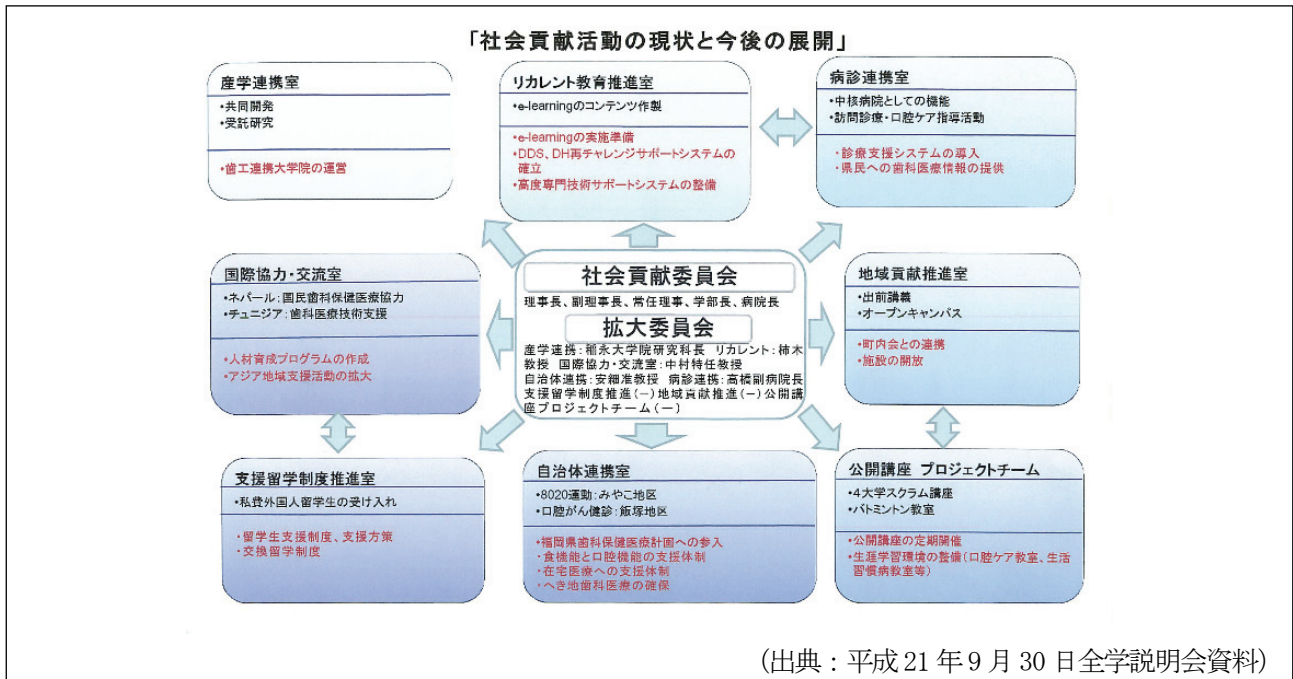 「社会貢献活動の現状と今後の展開」
産学連携室
・共同開発
・受託研究
・歯工連携大学院の運営
リカレント教育推進室
・e-learningのコンテンツ作製
・e-learningの実施準備
・DDS、DH再チャレンジサポートシステムの
確立
・高度専門技術サポートシステムの整備
病診連携室
・中核病院としての機能
・訪問診療・口腔ケア指導活動
・診療支援システムの導入
・県民への歯科医療情報の提供
国際協力・交流室
・ネパール：国民歯科保健医療協力
・チュニジア：歯科医療技術支援
・人材育成プログラムの作成
・アジア地域支援活動の拡大
社会貢献委員会
理事長、副理事長、常任理事、学部長、病院長
拡大委員会
産学連携：稲永大学院研究科長 リカレント：柿木
教授 国際協力・交流室：中村特任教授
自治体連携：安細准教授 病診連携：高橋副病院長
支援留学制度推進（－）地域貢献推進（－）公開講
座プロジェクトチーム（－）
地域貢献推進室
・出前講義
・オープンキャンパス
・町内会との連携
・施設の開放
支援留学制度推進室
・私費外国人留学生の受け入れ
・留学生支援制度、支援方策
・交換留学制度
自治体連携室
・8020運動：みやこ地区
・口腔がん健診：飯塚地区
・福岡県歯科保健医療計画への参入
・食機能と口腔機能の支援体制
・在宅医療への支援体制
・へき地歯科医療の確保
公開講座 プロジェクトチーム
・4大学スクラム講座
・バトミントン教室
・公開講座の定期開催
・生涯学習環境の整備（口腔ケア教室、生活
習慣病教室等）
（出典：平成 21 年 9 月 30 日全学説明会資料）